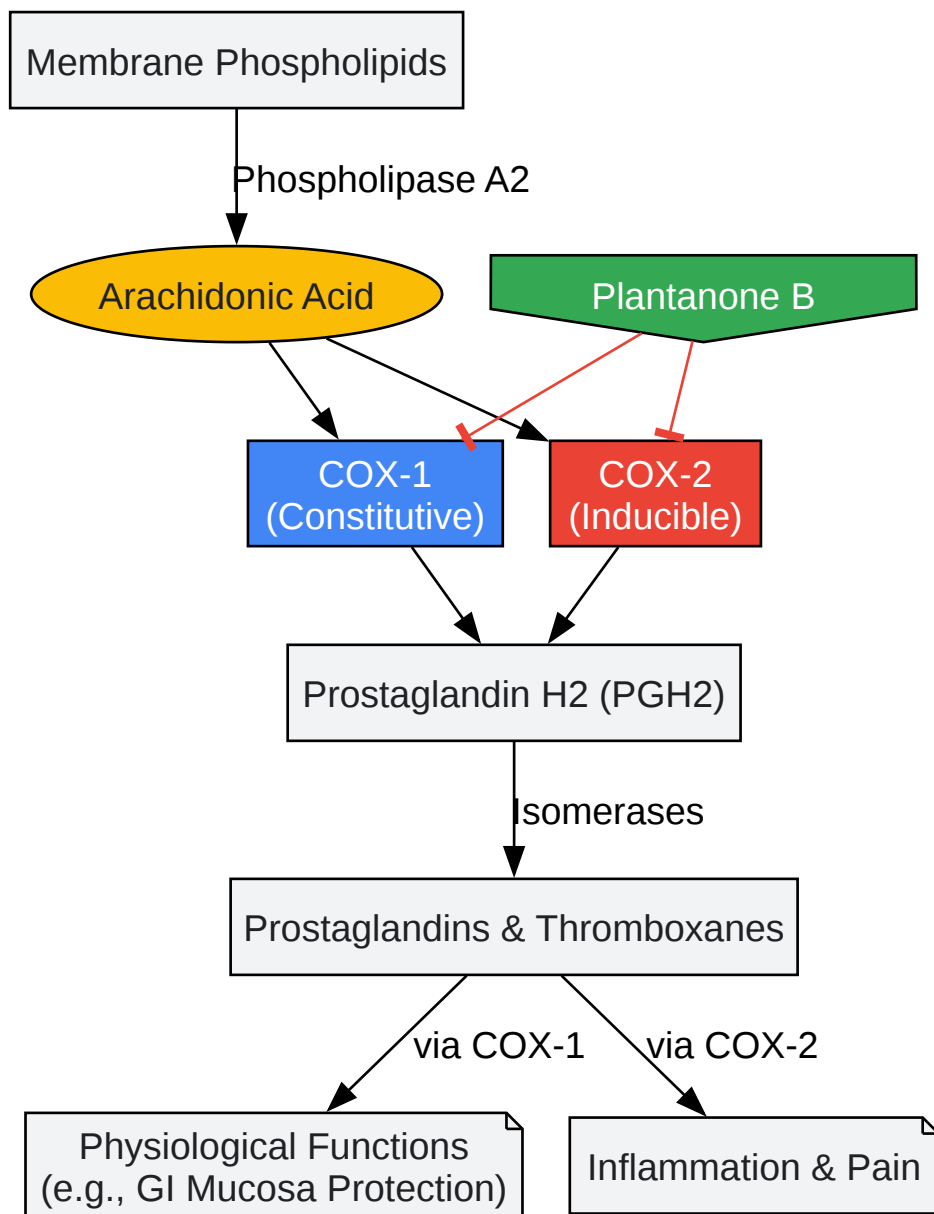 Membrane Phospholipids
Phospholipase A2
Arachidonic Acid
Plantanone B
COX-1
(Constitutive)
COX-2
(Inducible)
Prostaglandin H2 (PGH2)
Isomerases
Prostaglandins & Thromboxanes
via COX-1
via COX-2
Physiological Functions
(e.g., GI Mucosa Protection)
Inflammation & Pain